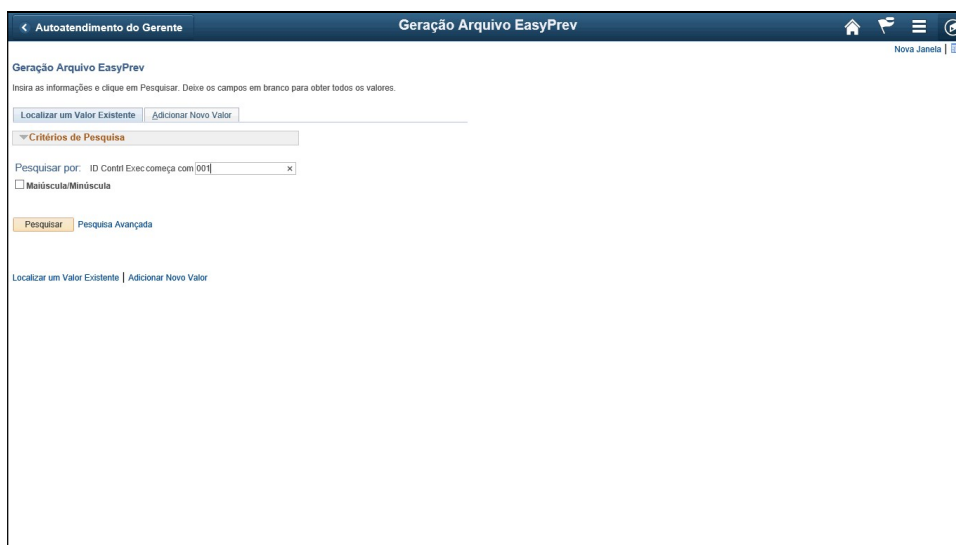 Autoatendimento do Gerente
Geração Arquivo EasyPrev
Nova Janela |
Geração Arquivo EasyPrev
Insira as informações e clique em Pesquisar. Deixe os campos em branco para obter todos os valores.
Localizar um Valor Existente Adicionar Novo Valor
Critérios de Pesquisa
Pesquisar por: ID Contrl Exec começa com 001 ×
Maiúscula/Minúscula
Pesquisar Pesquisa Avançada
Localizar um Valor Existente | Adicionar Novo Valor